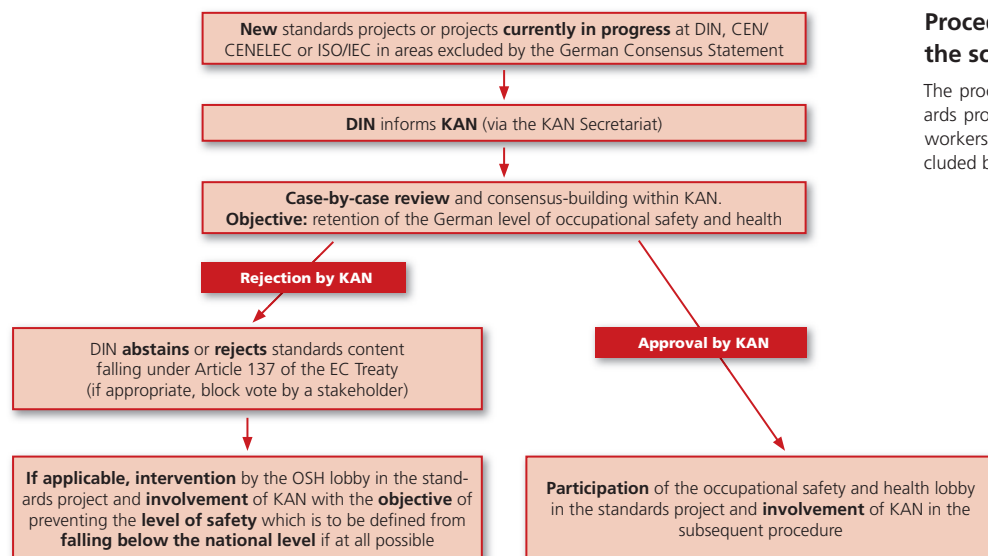 New standards projects or projects currently in progress at DIN, CEN/
CENELEC or ISO/IEC in areas excluded by the German Consensus Statement
DIN informs KAN (via the KAN Secretariat)
Case-by-case review and consensus-building within KAN.
Objective: retention of the German level of occupational safety and health
Rejection by KAN
DIN abstains or rejects standards content
falling under Article 137 of the EC Treaty
(if appropriate, block vote by a stakeholder)
Approval by KAN
If applicable, intervention by the OSH lobby in the stand-
ards project and involvement of KAN with the objective of
preventing the level of safety which is to be defined from
falling below the national level if at all possible
Participation of the occupational safety and health lobby
in the standards project and involvement of KAN in the
subsequent procedure
the
The
ards
workers